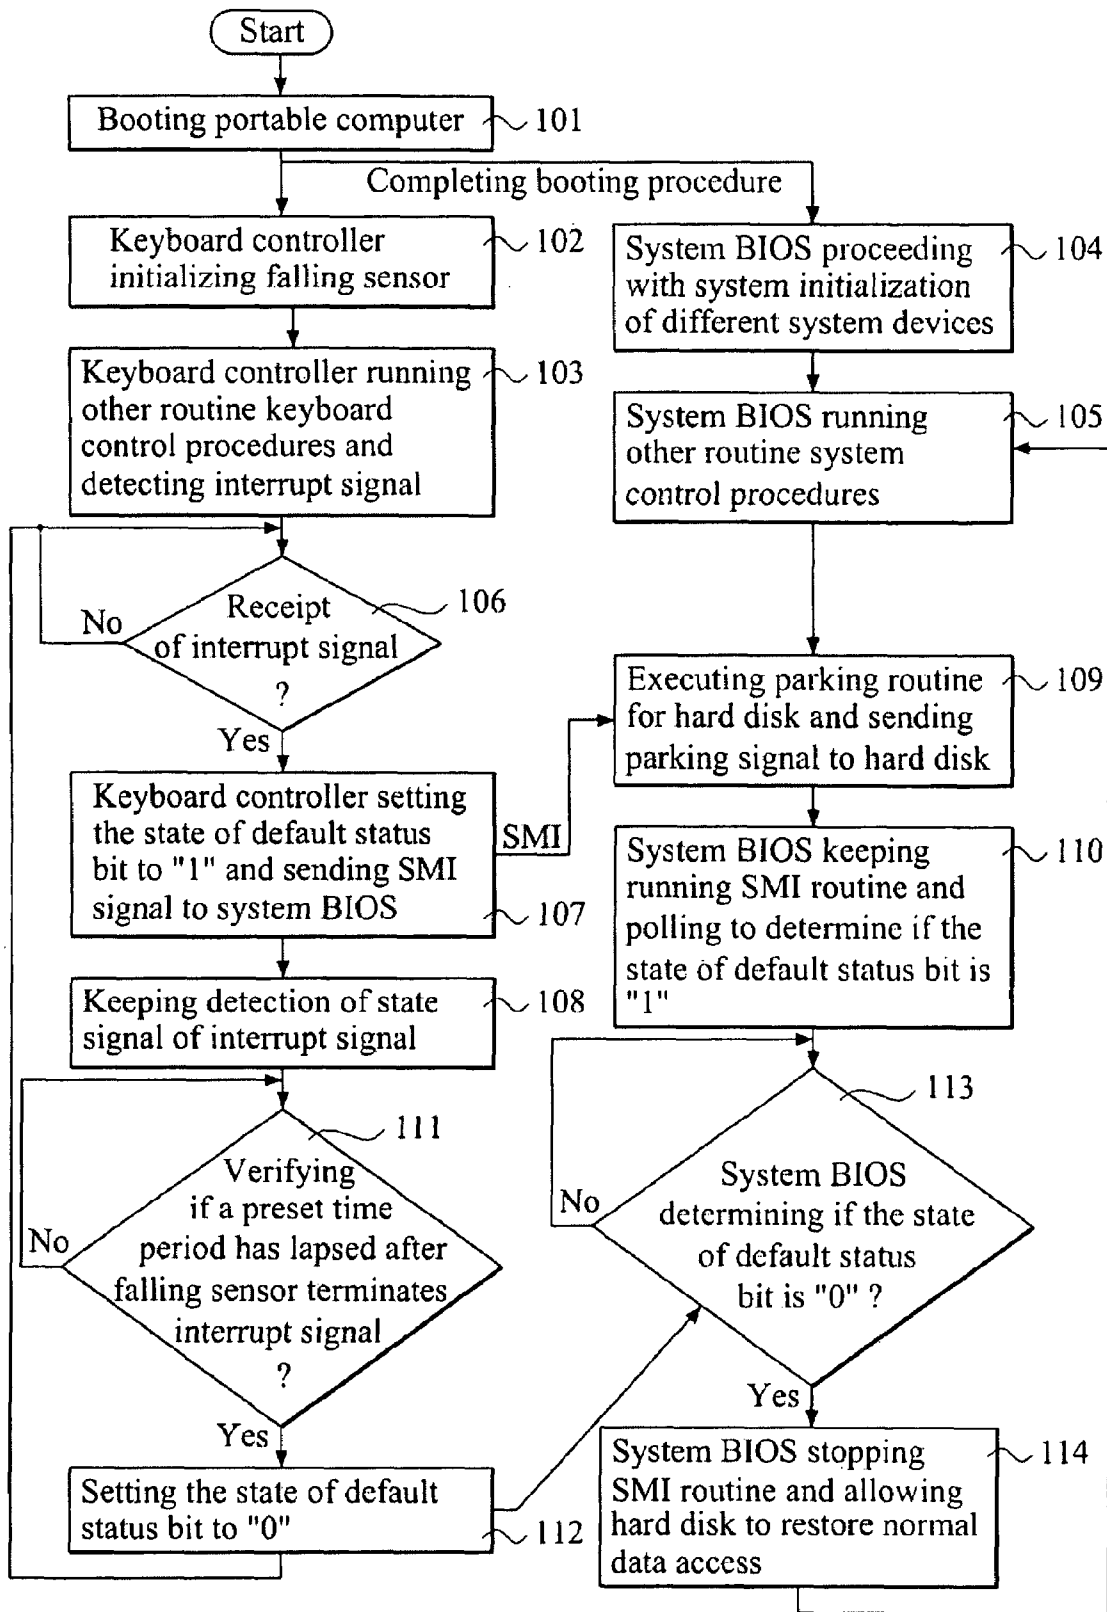 Start
Booting portable computer
101
Completing booting procedure
Keyboard controller
initializing falling sensor
102
System BIOS proceeding
with system initialization
of different system devices
104
Keyboard controller running
other routine keyboard
control procedures and
detecting interrupt signal
103
System BIOS running
other routine system
control procedures
105
Receipt
of interrupt signal
?
106
No
Yes
Executing parking routine
for hard disk and sending
parking signal to hard disk
109
Keyboard controller setting
the state of default status
bit to "1" and sending SMI
signal to system BIOS
107
SMI
System BIOS keeping
running SMI routine and
polling to determine if the
state of default status bit is
"1"
110
Keeping detection of state
signal of interrupt signal
108
Verifying
if a preset time
period has lapsed after
falling sensor terminates
interrupt signal
?
111
No
Yes
System BIOS
determining if the state
of default status
bit is "0" ?
113
No
Yes
Setting the state of default
status bit to "0"
112
System BIOS stopping
SMI routine and allowing
hard disk to restore normal
data access
114